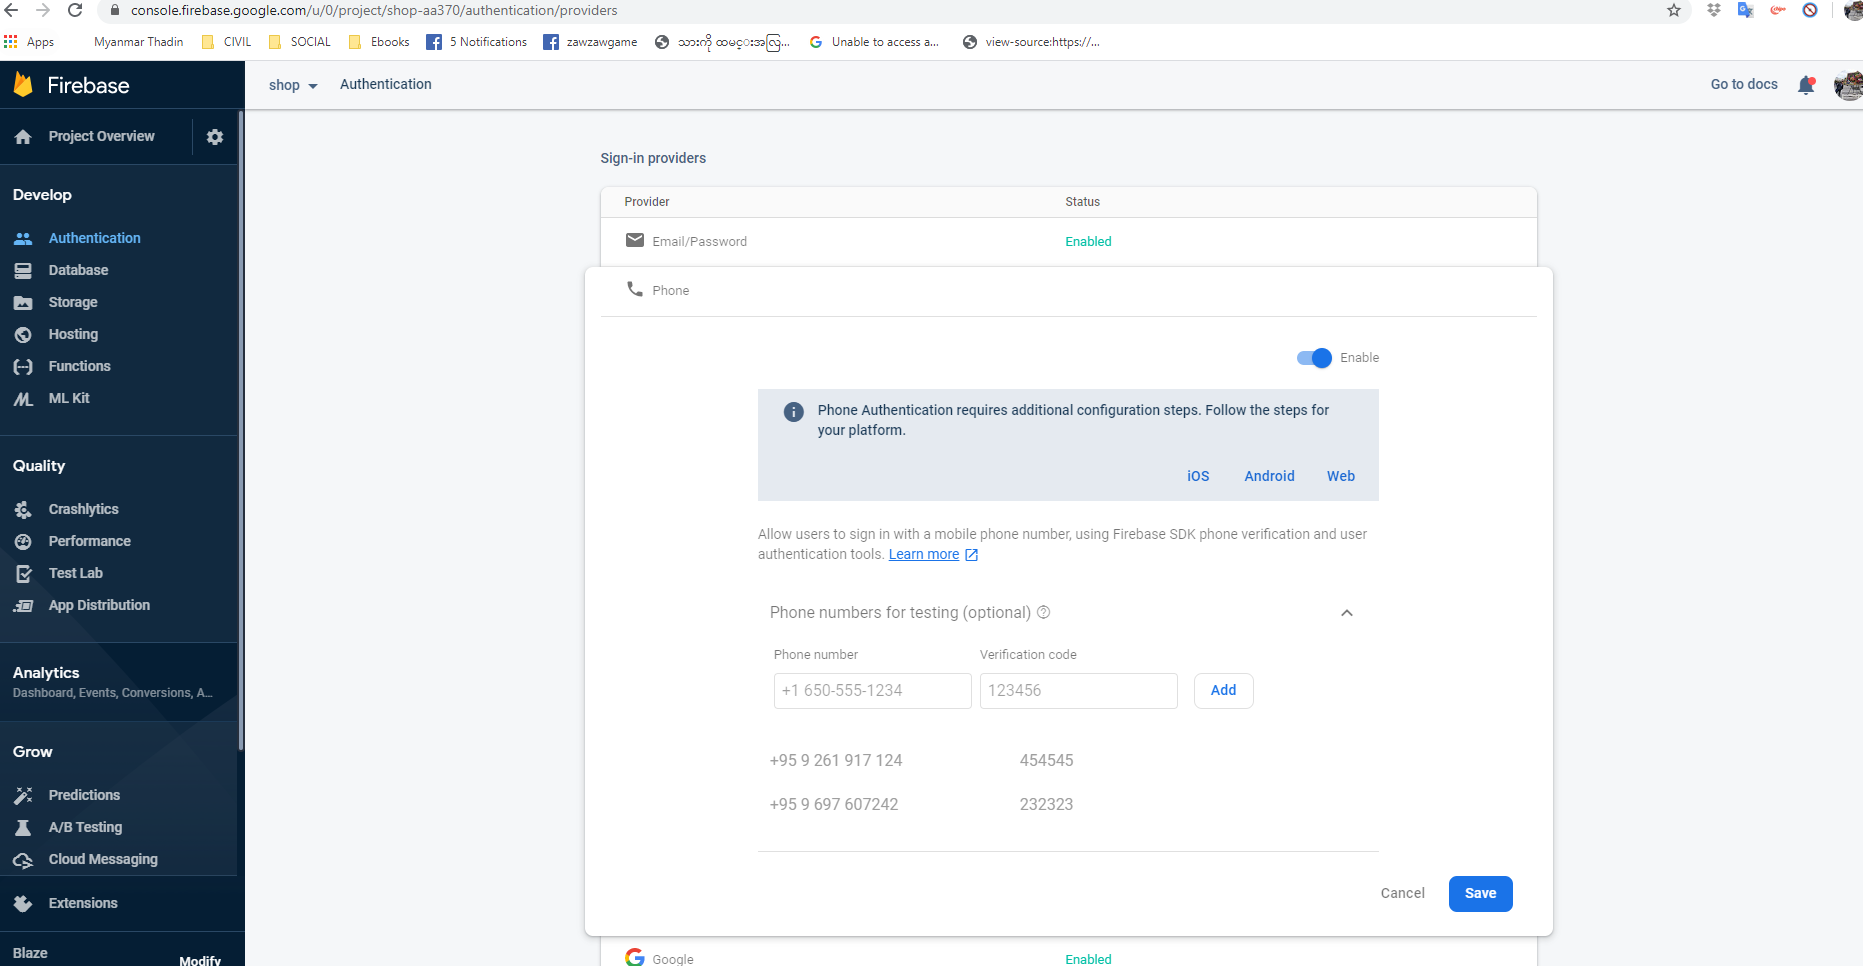 console.firebase.google.com/u/0/project/shop-aa370/authentication/providers
Apps
Myanmar Thadin
CIVIL
SOCIAL
Ebooks
5 Notifications
zawzawgame
Unable to access a...
view-source:https://...
Firebase
shop
Authentication
Go to docs
Project Overview
Develop
Authentication
Database
Storage
Hosting
Functions
ML Kit
Quality
Crashlytics
Performance
Test Lab
App Distribution
Analytics
Dashboard, Events, Conversions, A...
Grow
Predictions
A/B Testing
Cloud Messaging
Extensions
Blaze
Modify
Sign-in providers
Provider Status
Email/Password Enabled
Phone
Enable
Phone Authentication requires additional configuration steps. Follow the steps for
your platform.
iOS Android Web
Allow users to sign in with a mobile phone number, using Firebase SDK phone verification and user
authentication tools. Learn more
Phone numbers for testing (optional)
Phone number Verification code
+1 650-555-1234 123456 Add
+95 9 261 917 124 454545
+95 9 697 607242 232323
Cancel Save
Google Enabled